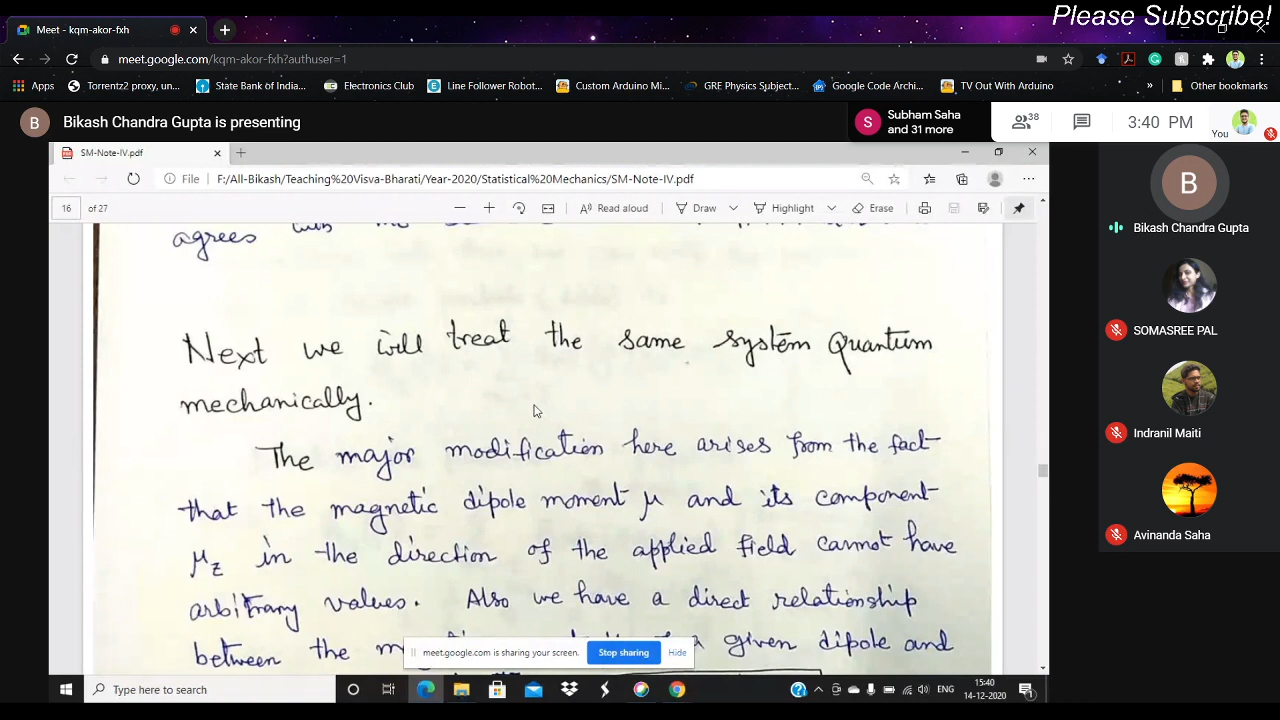 Please Subscribe!
Meet - kqm-akor-fxh
meet.google.com/kqm-akor-fxh?authuser=1
Apps
Torrentz2 proxy, un...
State Bank of India...
Electronics Club
Line Follower Robot...
Custom Arduino Mi...
GRE Physics Subject...
Google Code Archi...
TV Out With Arduino
»
Other bookmarks
B
Bikash Chandra Gupta is presenting
S
Subham Saha
and 31 more
38
3:40 PM
You
SM-Note-IV.pdf
File
F:/All-Bikash/Teaching%20Visva-Bharati/Year-2020/Statistical%20Mechanics/SM-Note-IV.pdf
16 of 27
Read aloud
Draw
Highlight
Erase
agrees
Next we will treat the same system Quantum
mechanically.
The major modification here arises from the fact
that the magnetic dipole moment μ and its component
μz in the direction of the applied field cannot have
arbitrary values. Also we have a direct relationship
between the given dipole and
meet.google.com is sharing your screen.
Stop sharing
Hide
B
Bikash Chandra Gupta
SOMASREE PAL
Indranil Maiti
Avinanda Saha
Type here to search
ENG
15:40
14-12-2020
1